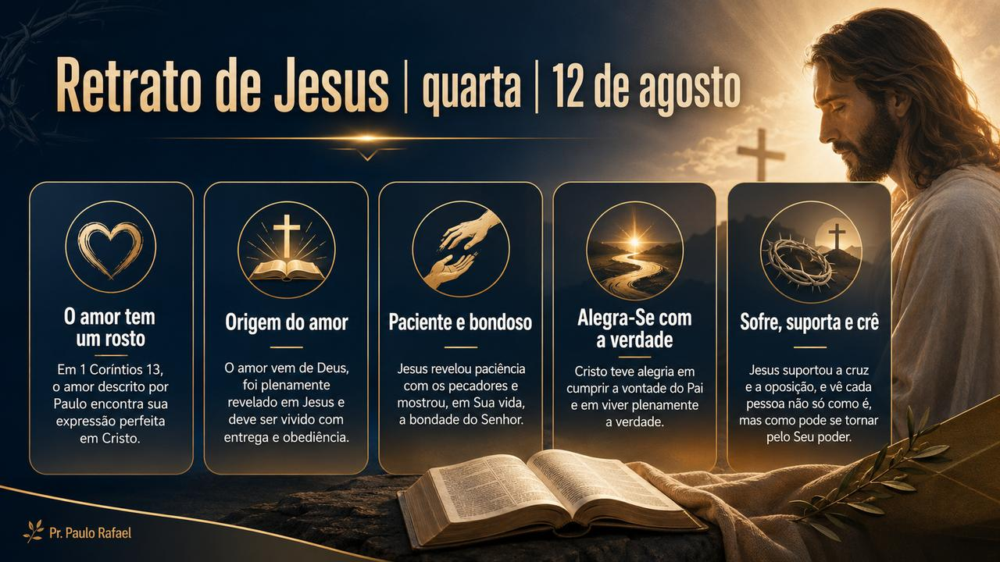 Retrato de Jesus | quarta | 12 de agosto
O amor tem
um rosto
Em 1 Coríntios 13,
o amor descrito por
Paulo encontra sua
expressão perfeita
em Cristo.
Origem do amor
O amor vem de Deus,
foi plenamente
revelado em Jesus e
deve ser vivido com
entrega e obediência.
Paciente e bondoso
Jesus revelou paciência
com os pecadores e
mostrou, em Sua vida,
a bondade do Senhor.
Alegra-Se com
a verdade
Cristo teve alegria em
cumprir a vontade do Pai
e em viver plenamente
a verdade.
Sofre, suporta e crê
Jesus suportou a cruz
e a oposição, e vê cada
pessoa não só como é,
mas como pode se tornar
pelo Seu poder.
Pr. Paulo Rafael